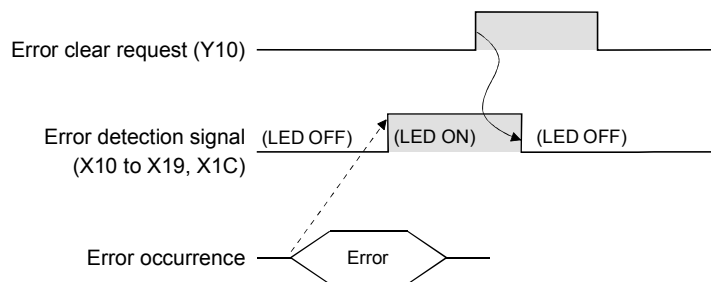 Error clear request (Y10)
Error detection signal
(X10 to X19, X1C)
(LED OFF)
(LED ON)
(LED OFF)
Error occurrence
Error